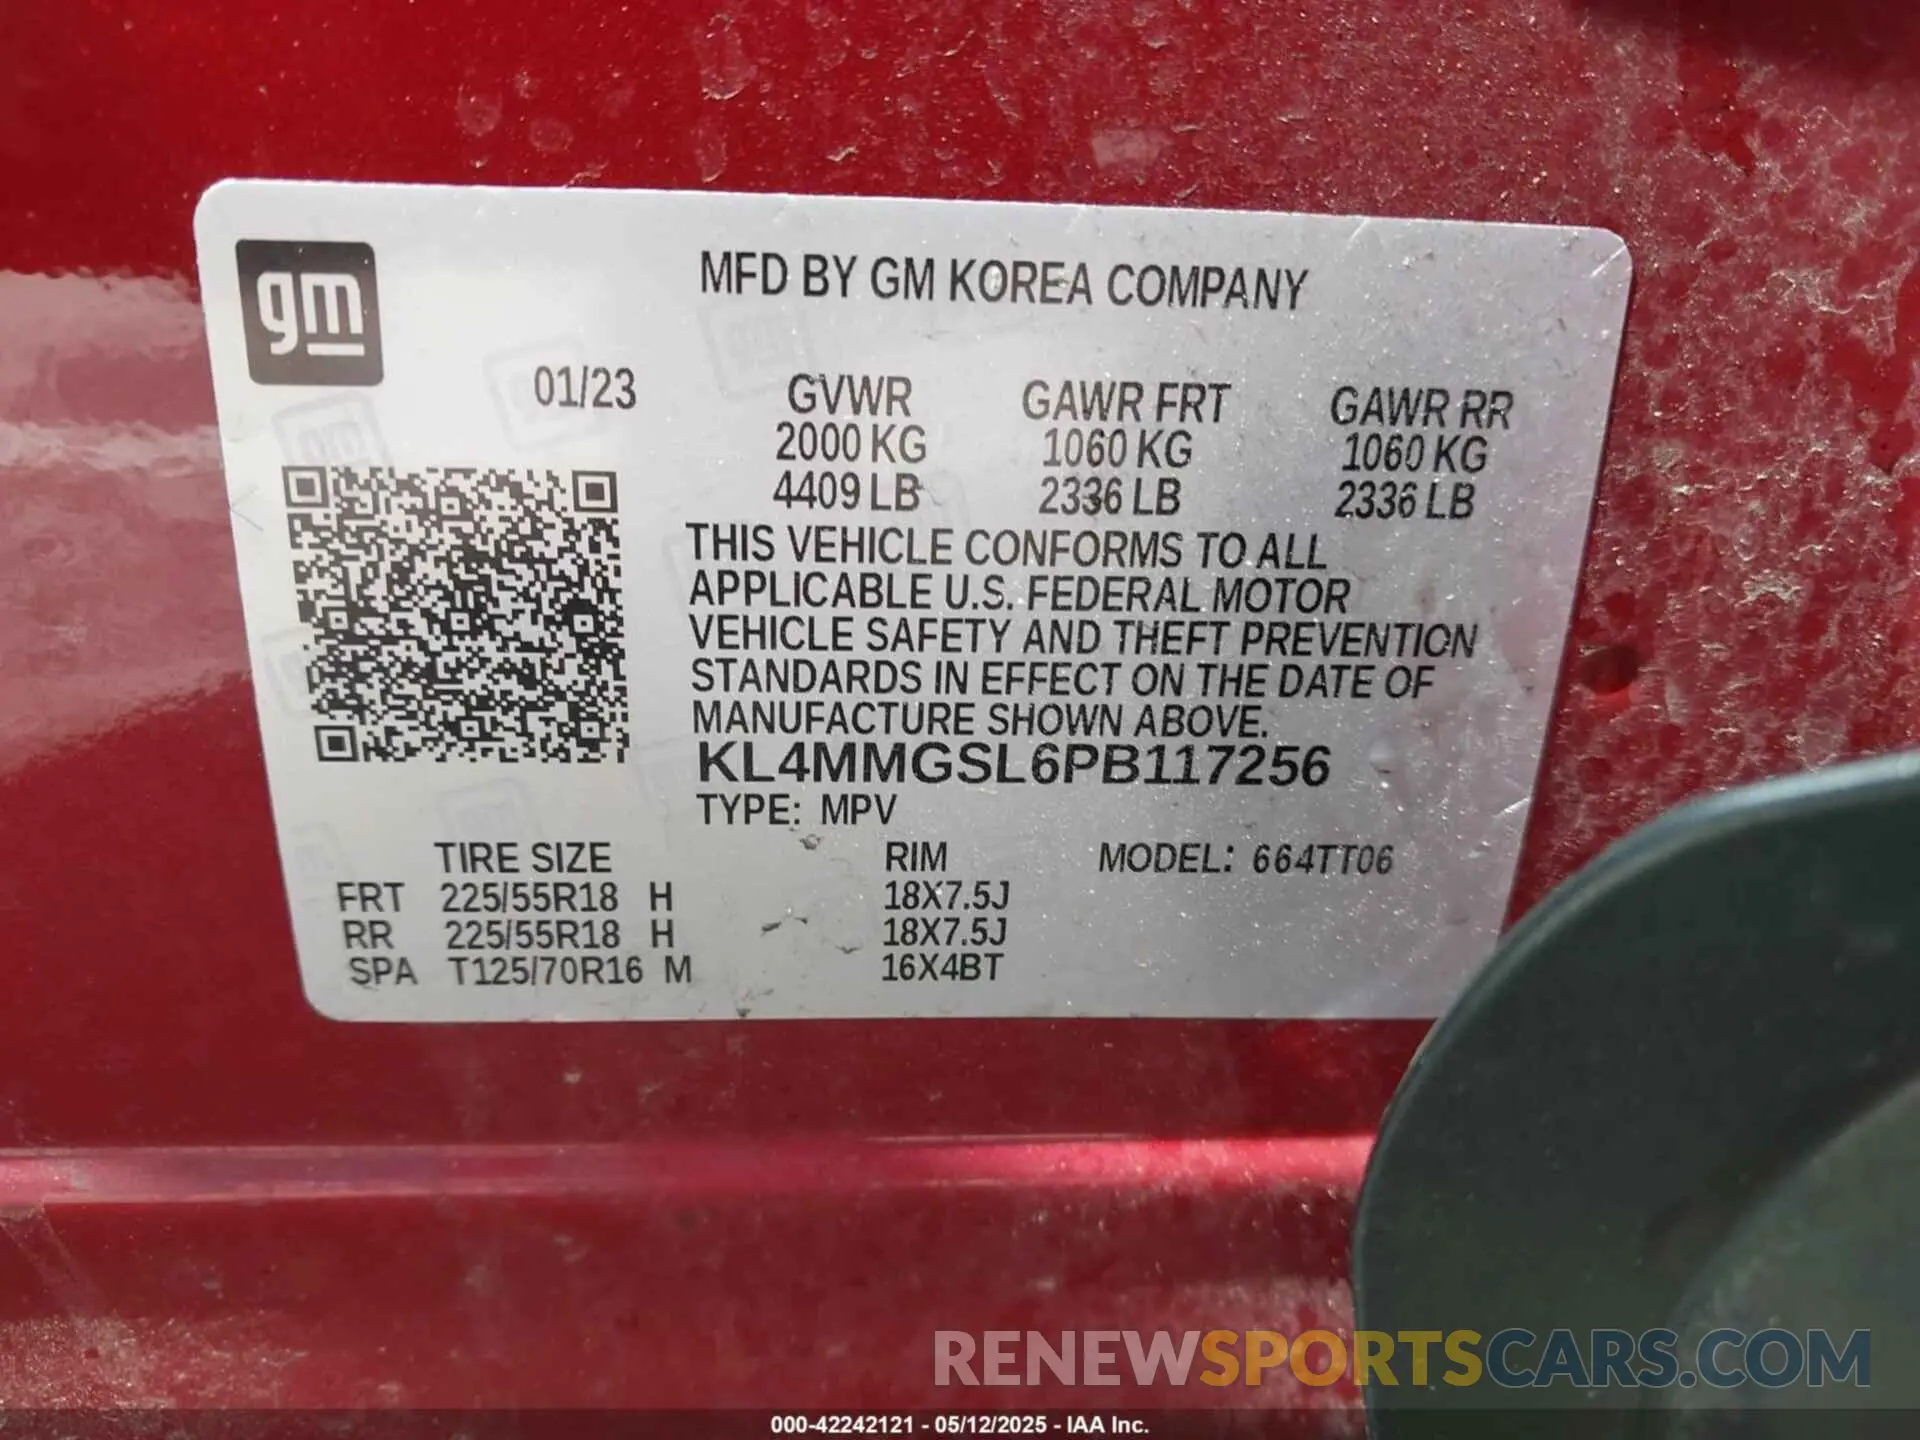 gm
MFD BY GM KOREA COMPANY
01/23
GVWR GAWR FRT GAWR RR
2000 KG 1060 KG 1060 KG
4409 LB 2336 LB 2336 LB
THIS VEHICLE CONFORMS TO ALL
APPLICABLE U.S. FEDERAL MOTOR
VEHICLE SAFETY AND THEFT PREVENTION
STANDARDS IN EFFECT ON THE DATE OF
MANUFACTURE SHOWN ABOVE.
KL4MMGSL6PB117256
TYPE: MPV
TIRE SIZE RIM MODEL: 664TT06
FRT 225/55R18 H 18X7.5J
RR 225/55R18 H 18X7.5J
SPA T125/70R16 M 16X4BT
RENEWSPORTSCARS.COM
000-42242121 - 05/12/2025 - IAA Inc.